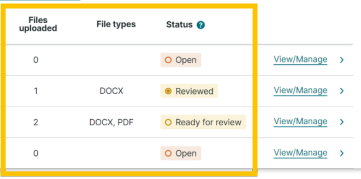 Files uploaded File types Status ?
0 Open View/Manage >
1 DOCX Reviewed View/Manage >
2 DOCX, PDF Ready for review View/Manage >
0 Open View/Manage >